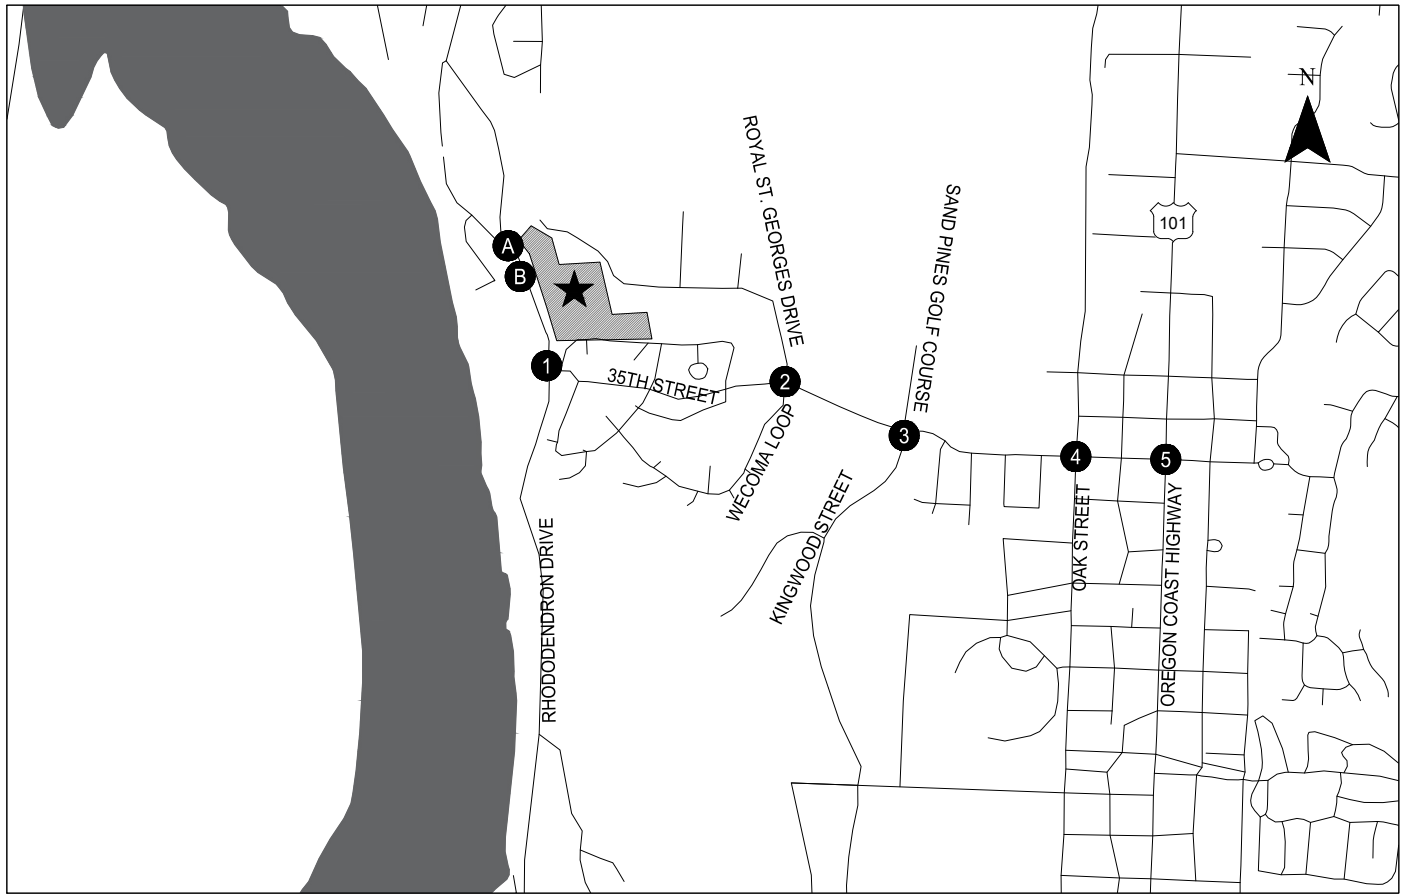 N
ROYAL ST. GEORGES DRIVE
SAND PINES GOLF COURSE
101
A
B
1
35TH STREET
2
3
4
5
WECOMA LOOP
KINGWOOD STREET
OAK STREET
OREGON COAST HIGHWAY
RHODODENDRON DRIVE